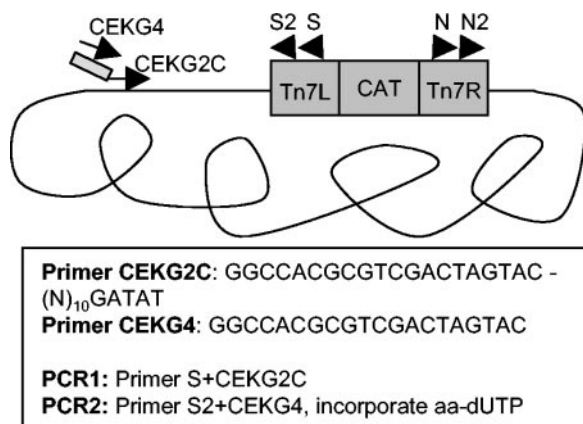 CEKG4
CEKG2C
S2 S N N2
Tn7L CAT Tn7R
Primer CEKG2C: GGCCACGCGTCGACTAGTAC -
(N)10GATAT
Primer CEKG4: GGCCACGCGTCGACTAGTAC
PCR1: Primer S+CEKG2C
PCR2: Primer S2+CEKG4, incorporate aa-dUTP